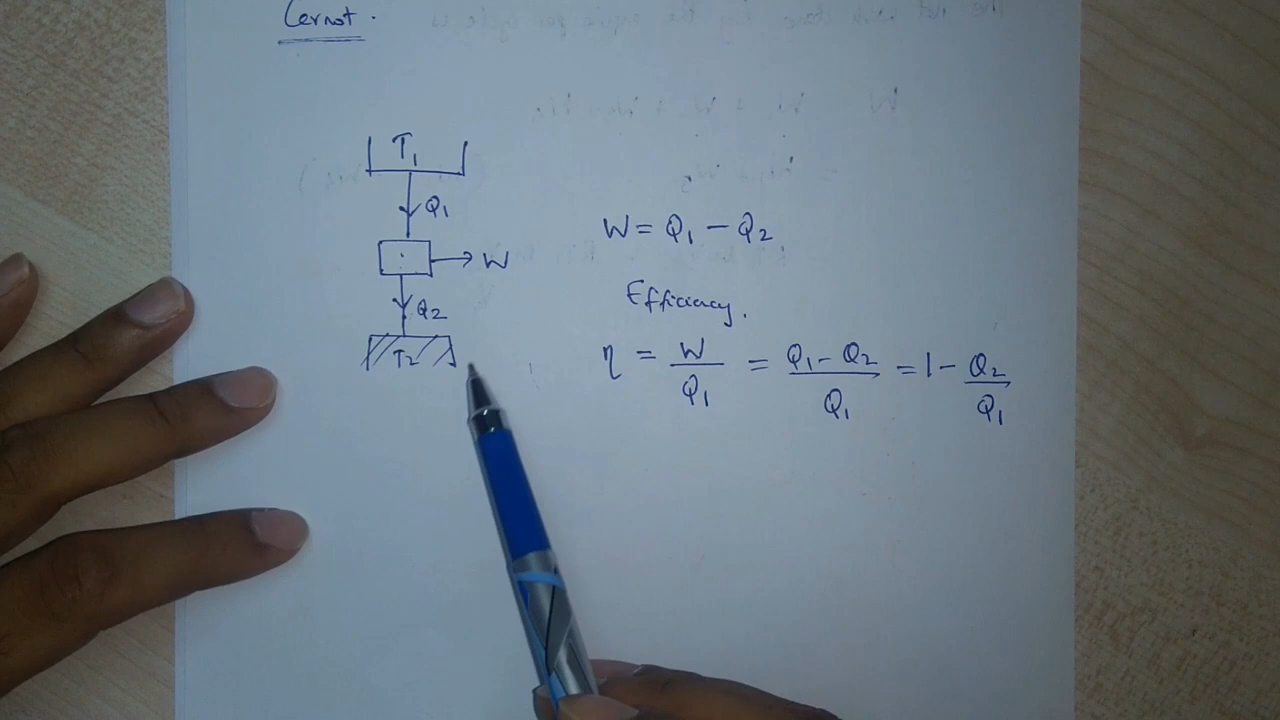 Carnot.
T₁
Q₁
W
Q₂
T₂
W = Q₁ - Q₂
Efficiency.
η = W/Q₁ = (Q₁ - Q₂)/Q₁ = 1 - Q₂/Q₁